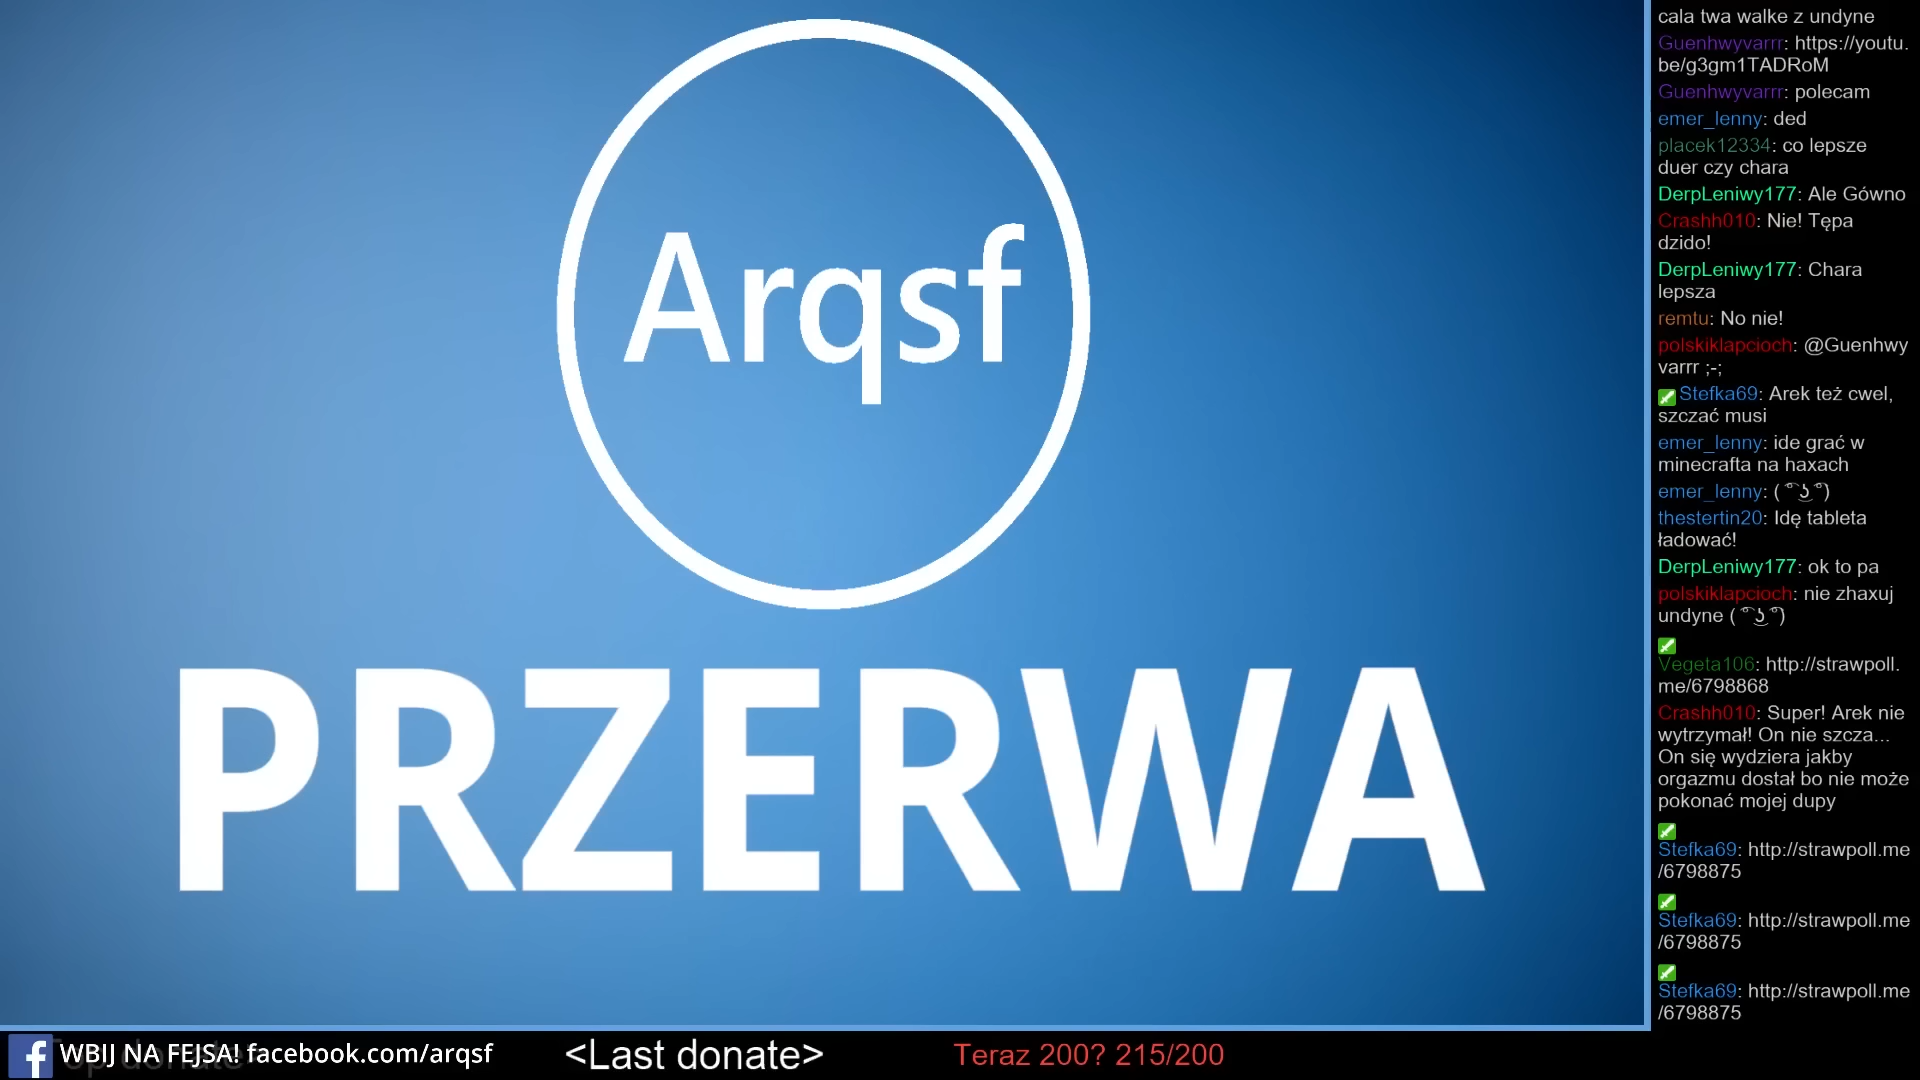 Arqsf
PRZERWA
cala twa walke z undyne
Guenhwyvarrr: https://youtu.
be/g3gm1TADRoM
Guenhwyvarrr: polecam
emer_lenny: ded
placek12334: co lepsze
duer czy chara
DerpLeniwy177: Ale Gówno
Crashh010: Nie! Tępa
dzido!
DerpLeniwy177: Chara
lepsza
remtu: No nie!
polskiklapcioch: @Guenhwy
varrr ;-;
Stefka69: Arek też cwel,
szczać musi
emer_lenny: ide grać w
minecrafta na haxach
emer_lenny: ( ͡° ͜ʖ ͡°)
thestertin20: Idę tableta
ładować!
DerpLeniwy177: ok to pa
polskiklapcioch: nie zhaxuj
undyne ( ͡° ͜ʖ ͡°)
Vegeta106: http://strawpoll.
me/6798868
Crashh010: Super! Arek nie
wytrzymał! On nie szcza...
On się wydziera jakby
orgazmu dostał bo nie może
pokonać mojej dupy
Stefka69: http://strawpoll.me
/6798875
Stefka69: http://strawpoll.me
/6798875
Stefka69: http://strawpoll.me
/6798875
WBIJ NA FEJSA! facebook.com/arqsf
Top donate
<Last donate>
Teraz 200? 215/200